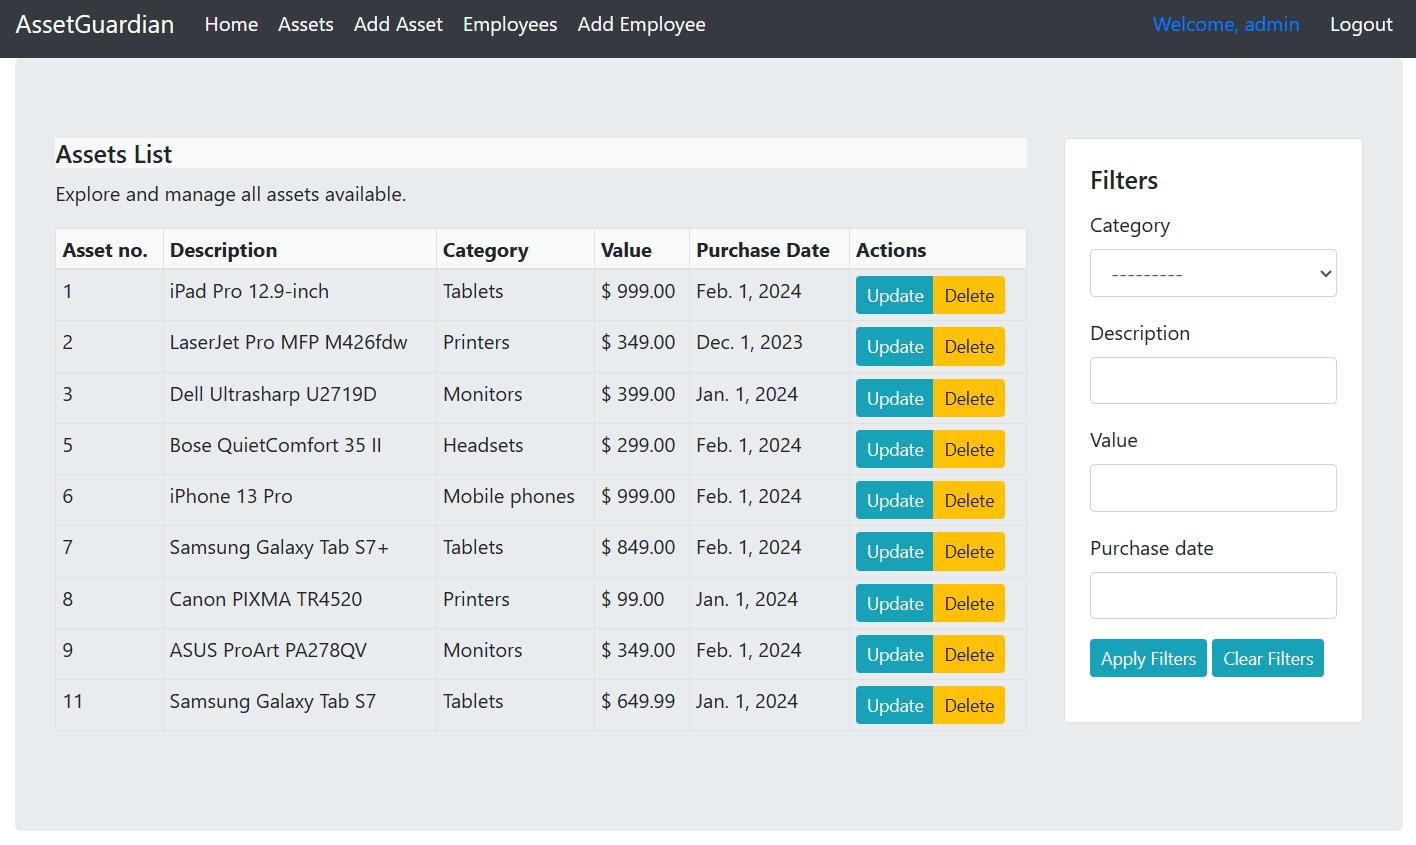 AssetGuardian Home Assets Add Asset Employees Add Employee Welcome, admin Logout
Assets List
Explore and manage all assets available.
Asset no. Description Category Value Purchase Date Actions
1 iPad Pro 12.9-inch Tablets $ 999.00 Feb. 1, 2024 Update Delete
2 LaserJet Pro MFP M426fdw Printers $ 349.00 Dec. 1, 2023 Update Delete
3 Dell Ultrasharp U2719D Monitors $ 399.00 Jan. 1, 2024 Update Delete
5 Bose QuietComfort 35 II Headsets $ 299.00 Feb. 1, 2024 Update Delete
6 iPhone 13 Pro Mobile phones $ 999.00 Feb. 1, 2024 Update Delete
7 Samsung Galaxy Tab S7+ Tablets $ 849.00 Feb. 1, 2024 Update Delete
8 Canon PIXMA TR4520 Printers $ 99.00 Jan. 1, 2024 Update Delete
9 ASUS ProArt PA278QV Monitors $ 349.00 Feb. 1, 2024 Update Delete
11 Samsung Galaxy Tab S7 Tablets $ 649.99 Jan. 1, 2024 Update Delete
Filters
Category
---------
Description
Value
Purchase date
Apply Filters Clear Filters